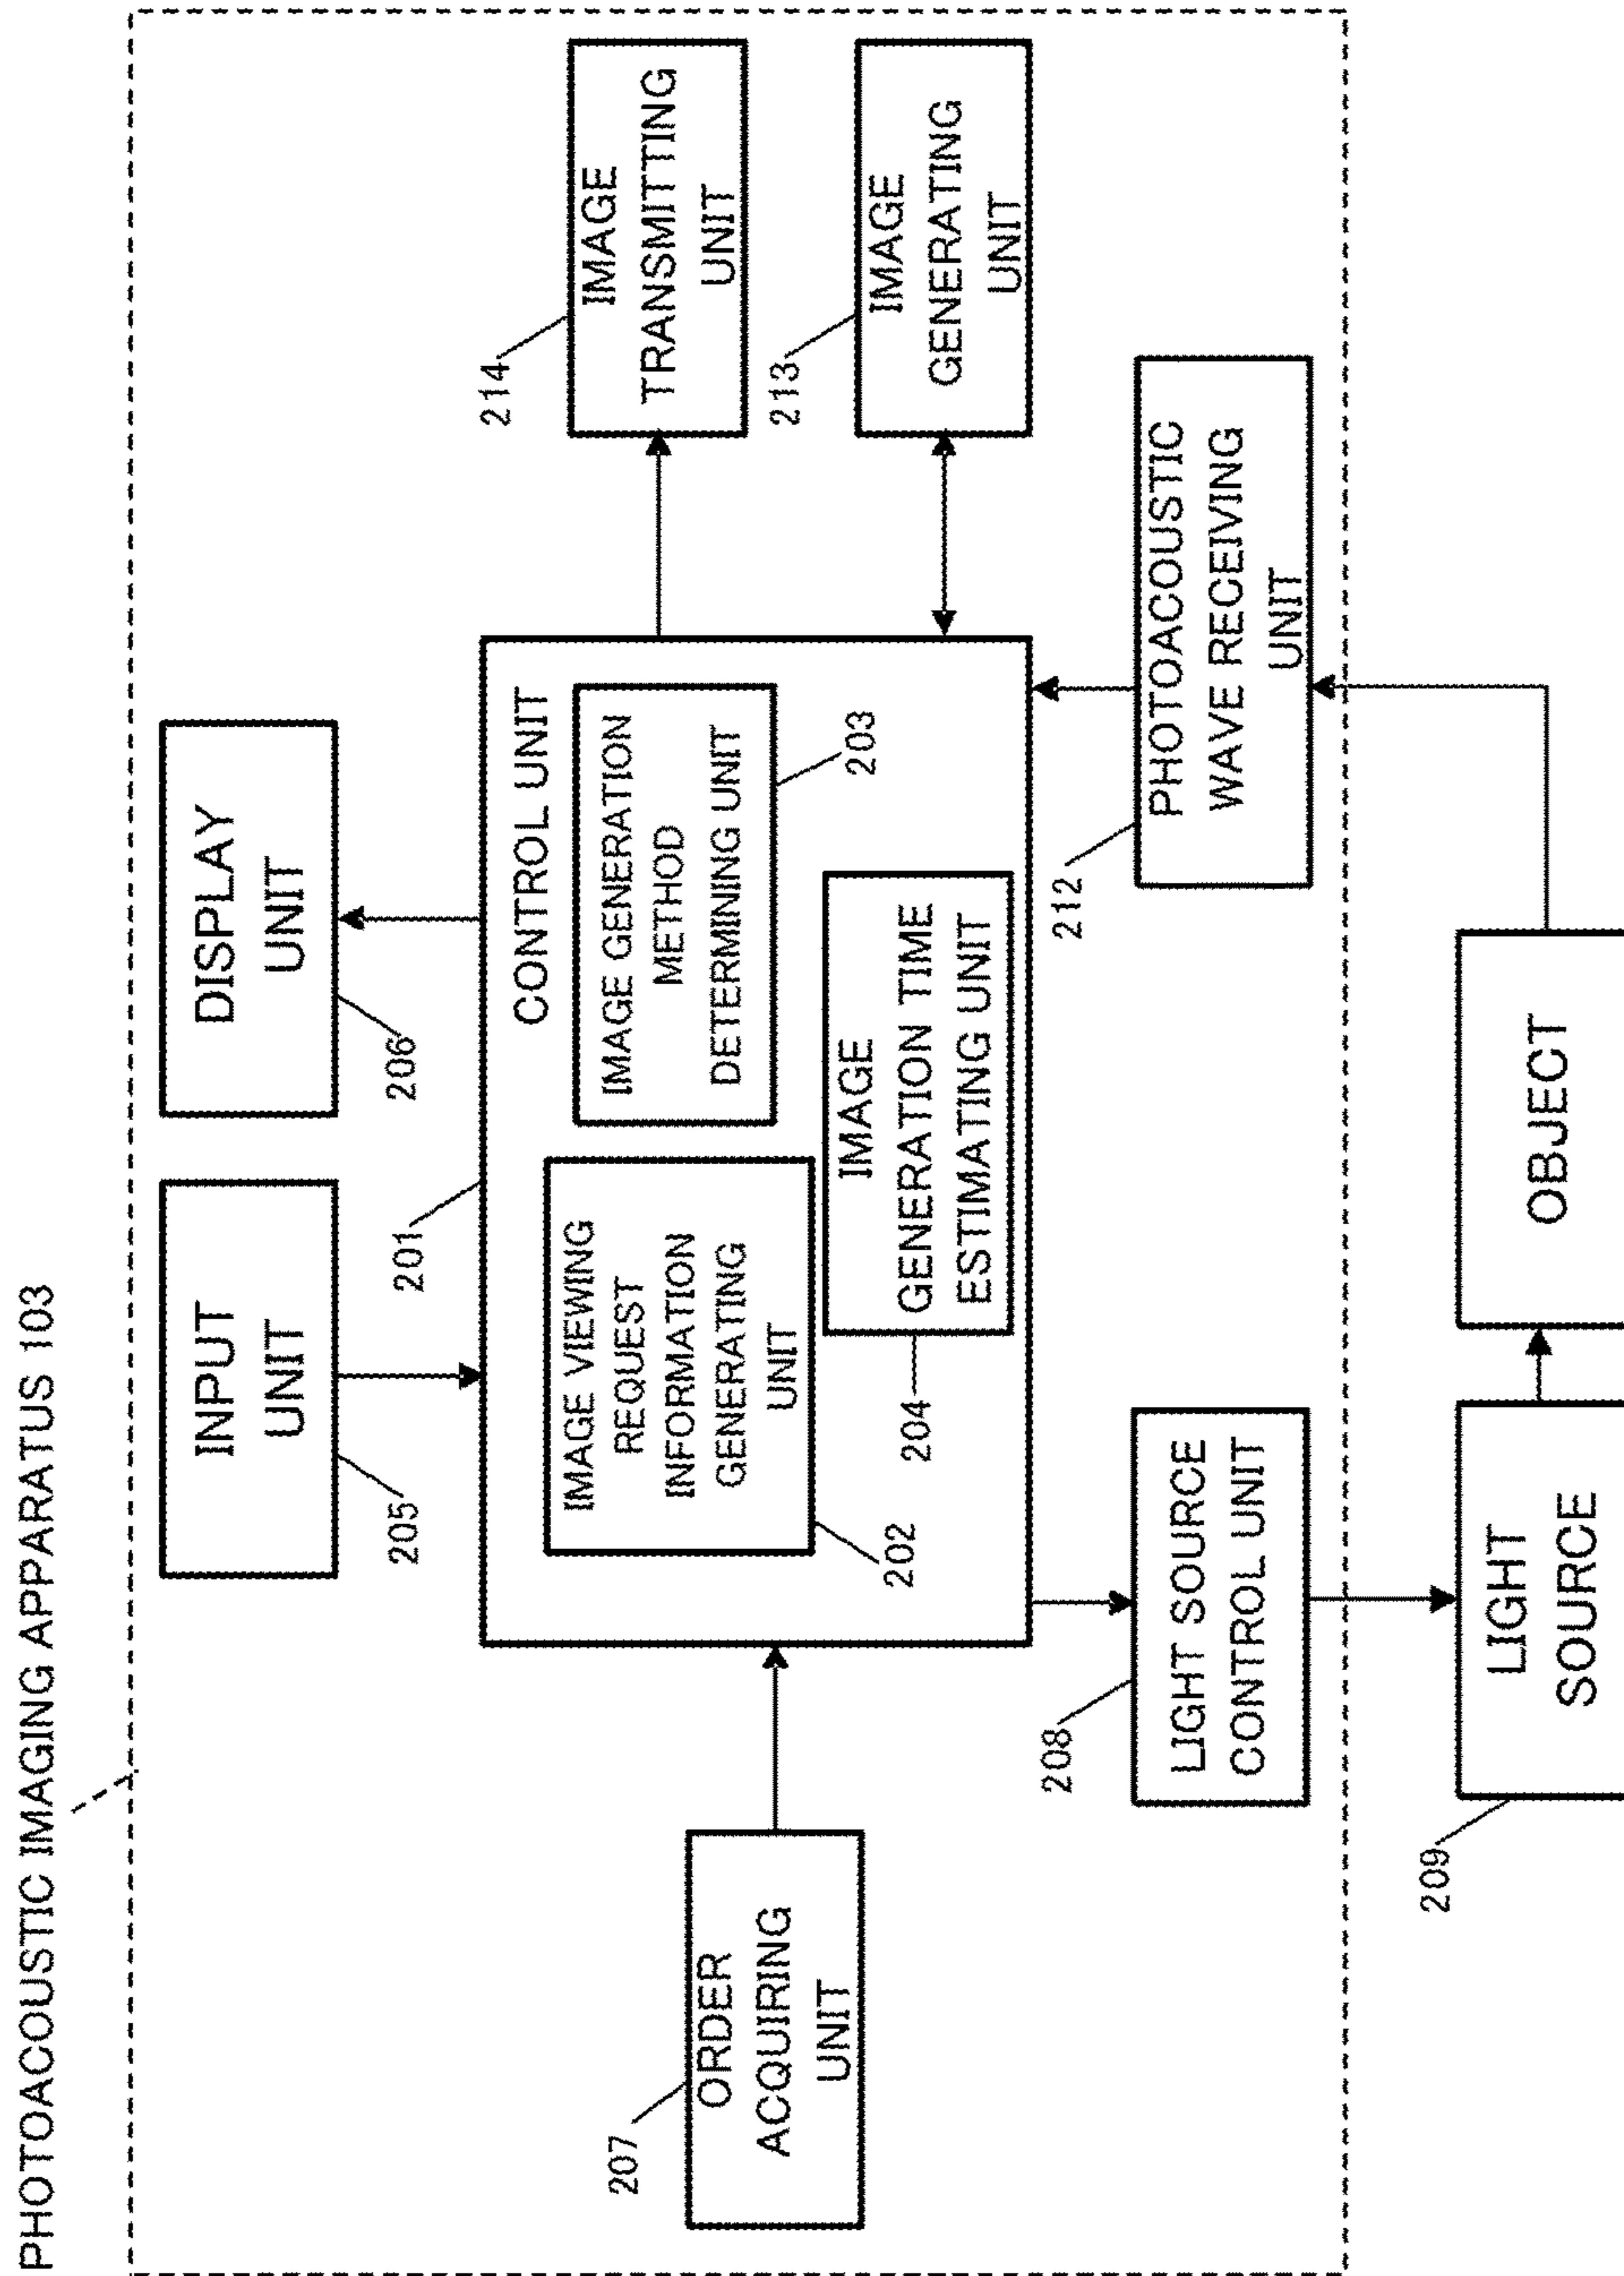 PHOTOACOUSTIC IMAGING APPARATUS 103
INPUT
UNIT
205
DISPLAY
UNIT
206
201
CONTROL UNIT
IMAGE VIEWING
REQUEST
INFORMATION
GENERATING
UNIT
202
IMAGE GENERATION
METHOD
DETERMINING UNIT
203
IMAGE
GENERATION TIME
ESTIMATING UNIT
204
207
ORDER
ACQUIRING
UNIT
214
IMAGE
TRANSMITTING
UNIT
213
IMAGE
GENERATING
UNIT
208
LIGHT SOURCE
CONTROL UNIT
212
PHOTOACOUSTIC
WAVE RECEIVING
UNIT
209
LIGHT
SOURCE
OBJECT